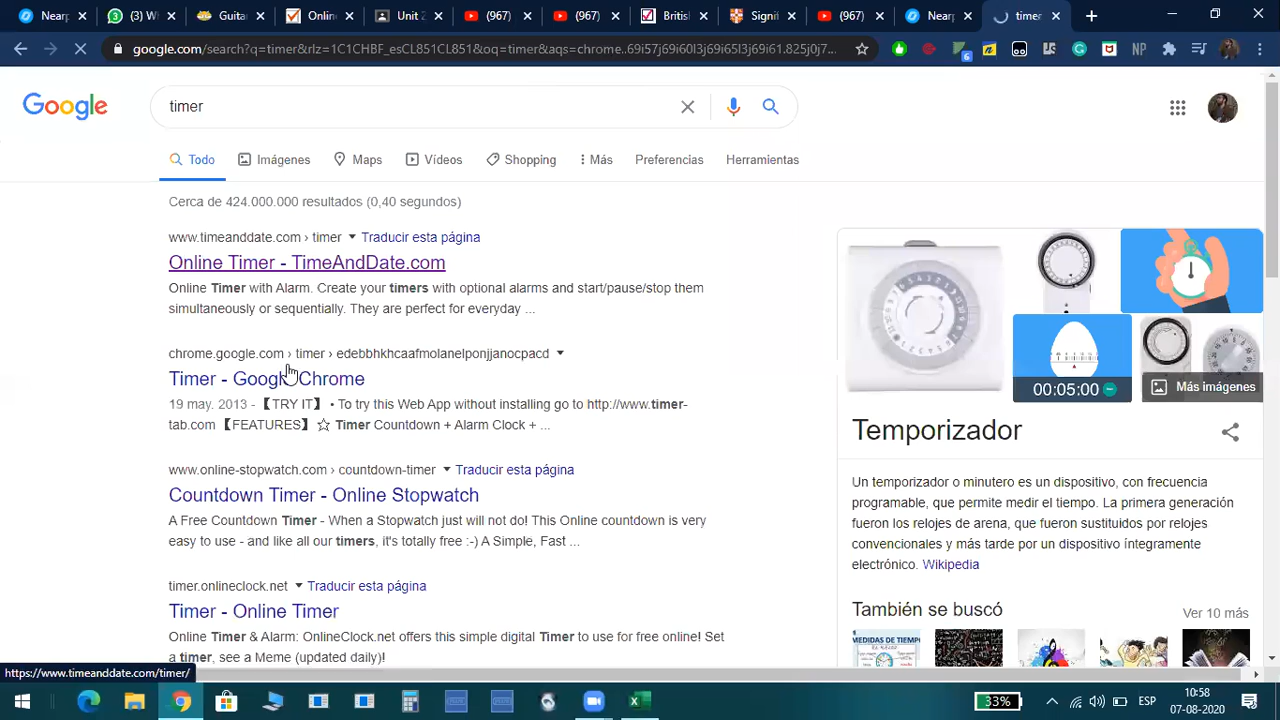 Nearp
(3) W
Guita
Onlin
Unit 2
(967)
(967)
British
Signif
(967)
Nearp
timer
google.com/search?q=timer&rlz=1C1CHBF_esCL851CL851&oq=timer&aqs=chrome..69i57j69i60l3j69i65l3j69i61.825j0j7...
6
NP
Google
timer
Todo
Imágenes
Maps
Vídeos
Shopping
Más
Preferencias
Herramientas
Cerca de 424.000.000 resultados (0,40 segundos)
www.timeanddate.com › timer
Traducir esta página
Online Timer - TimeAndDate.com
Online Timer with Alarm. Create your timers with optional alarms and start/pause/stop them
simultaneously or sequentially. They are perfect for everyday ...
chrome.google.com › timer › edebbhkhcaafmolanelponjjanocpacd
Timer - Google Chrome
19 may. 2013 - 【TRY IT】 • To try this Web App without installing go to http://www.timer-
tab.com 【FEATURES】 ☆ Timer Countdown + Alarm Clock + ...
www.online-stopwatch.com › countdown-timer
Traducir esta página
Countdown Timer - Online Stopwatch
A Free Countdown Timer - When a Stopwatch just will not do! This Online countdown is very
easy to use - and like all our timers, it's totally free :-) A Simple, Fast ...
timer.onlineclock.net
Traducir esta página
Timer - Online Timer
Online Timer & Alarm: OnlineClock.net offers this simple digital Timer to use for free online! Set
a timer, see a Meme (updated daily)!
00:05:00
Más imágenes
Temporizador
Un temporizador o minutero es un dispositivo, con frecuencia
programable, que permite medir el tiempo. La primera generación
fueron los relojes de arena, que fueron sustituidos por relojes
convencionales y más tarde por un dispositivo íntegramente
electrónico. Wikipedia
También se buscó
Ver 10 más
MEDIDAS DE TIEMPO
https://www.timeanddate.com/timer/
33%
ESP
10:58
07-08-2020